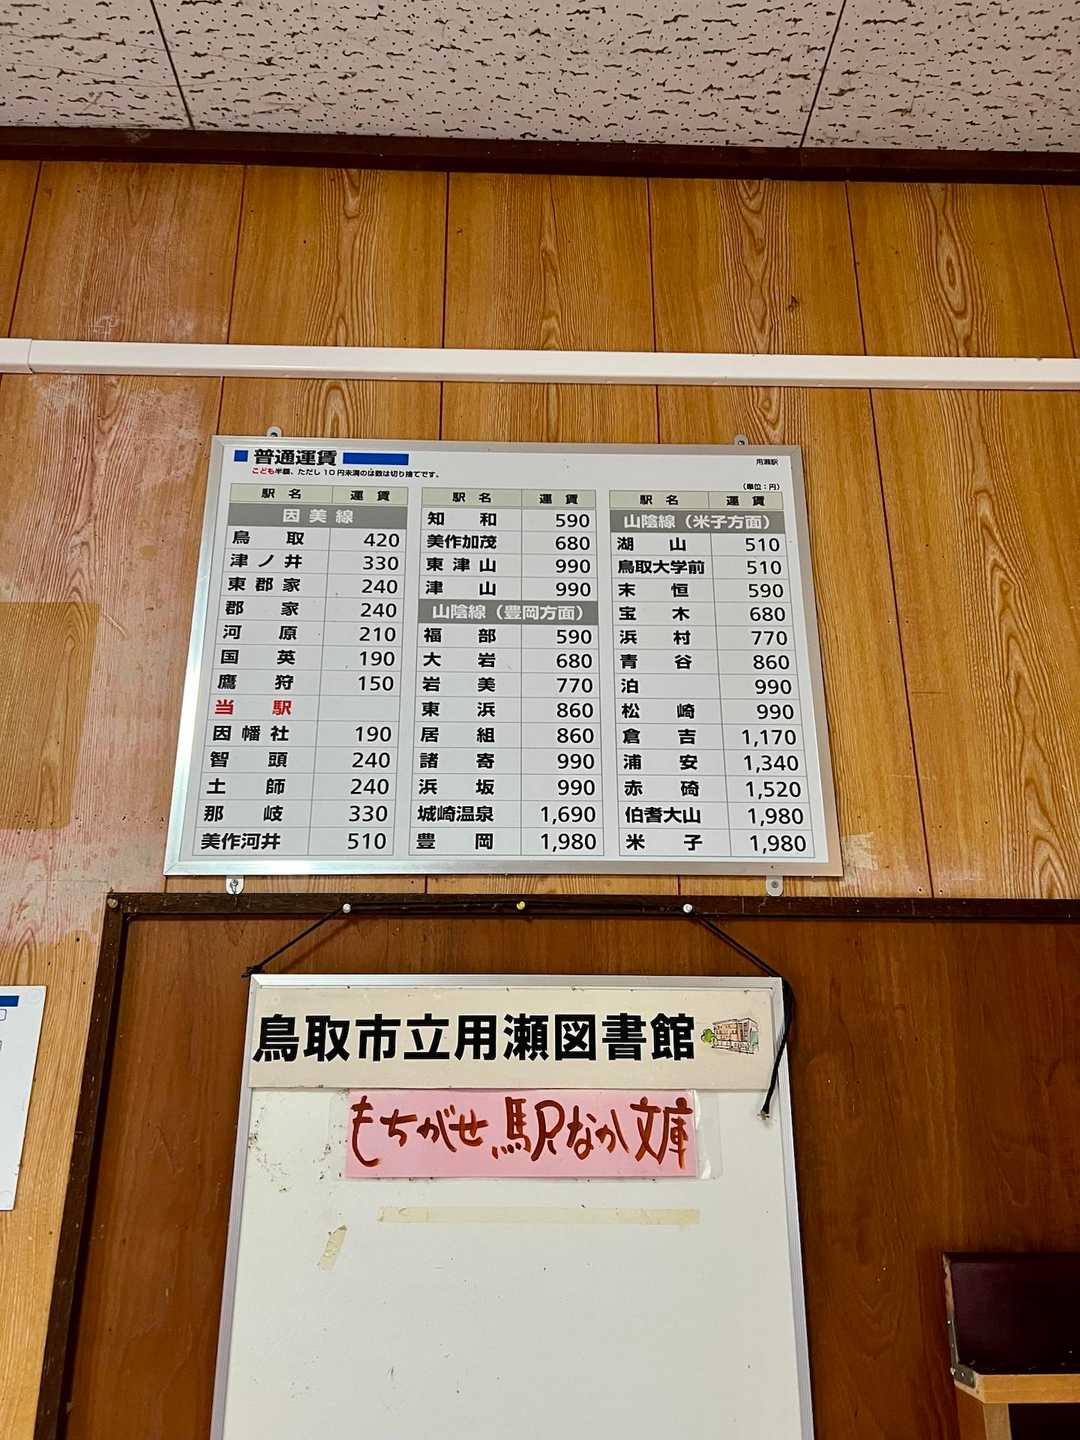 普通運賃
こども半額、ただし10円未満のは数は切り捨てです。
用瀬駅
(単位：円)
駅名 運賃
因美線
鳥取 420
津ノ井 330
東郡家 240
郡家 240
河原 210
国英 190
鷹狩 150
当駅
因幡社 190
智頭 240
土師 240
那岐 330
美作河井 510
駅名 運賃
知和 590
美作加茂 680
東津山 990
津山 990
山陰線（豊岡方面）
福部 590
大岩 680
岩美 770
東浜 860
居組 860
諸寄 990
浜坂 990
城崎温泉 1,690
豊岡 1,980
駅名 運賃
山陰線（米子方面）
湖山 510
鳥取大学前 510
末恒 590
宝木 680
浜村 770
青谷 860
泊 990
松崎 990
倉吉 1,170
浦安 1,340
赤碕 1,520
伯耆大山 1,980
米子 1,980
鳥取市立用瀬図書館
もちがせ駅なか文庫